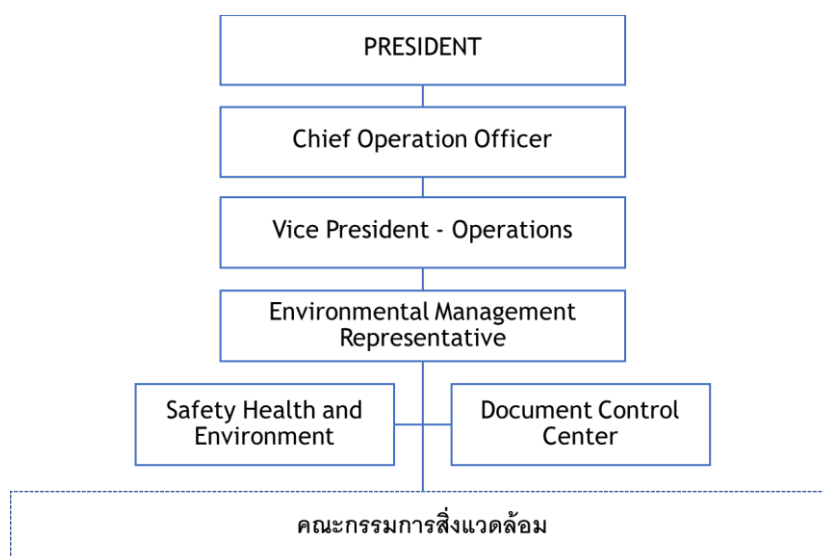 PRESIDENT
Chief Operation Officer
Vice President - Operations
Environmental Management
Representative
Safety Health and
Environment
Document Control
Center
คณะกรรมการสิ่งแวดล้อม